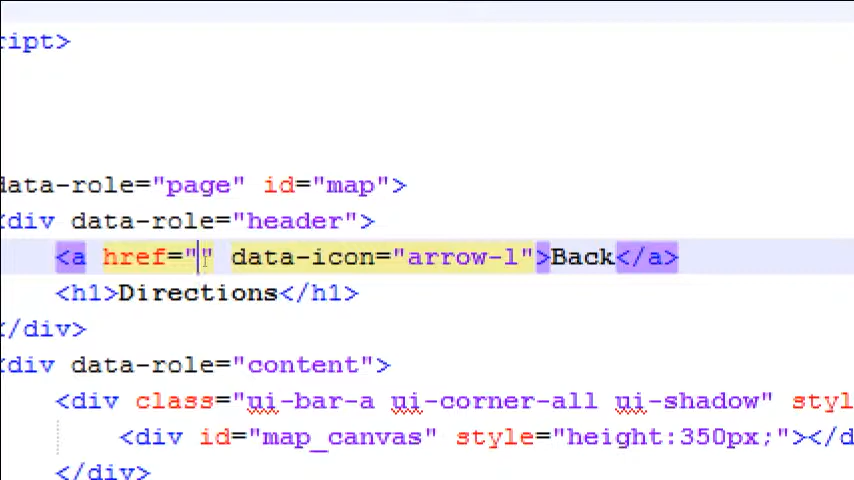 ript>
data-role="page" id="map">
div data-role="header">
<a href="" data-icon="arrow-l">Back</a>
<h1>Directions</h1>
</div>
div data-role="content">
<div class="ui-bar-a ui-corner-all ui-shadow" styl
<div id="map_canvas" style="height:350px;"></d
</div>